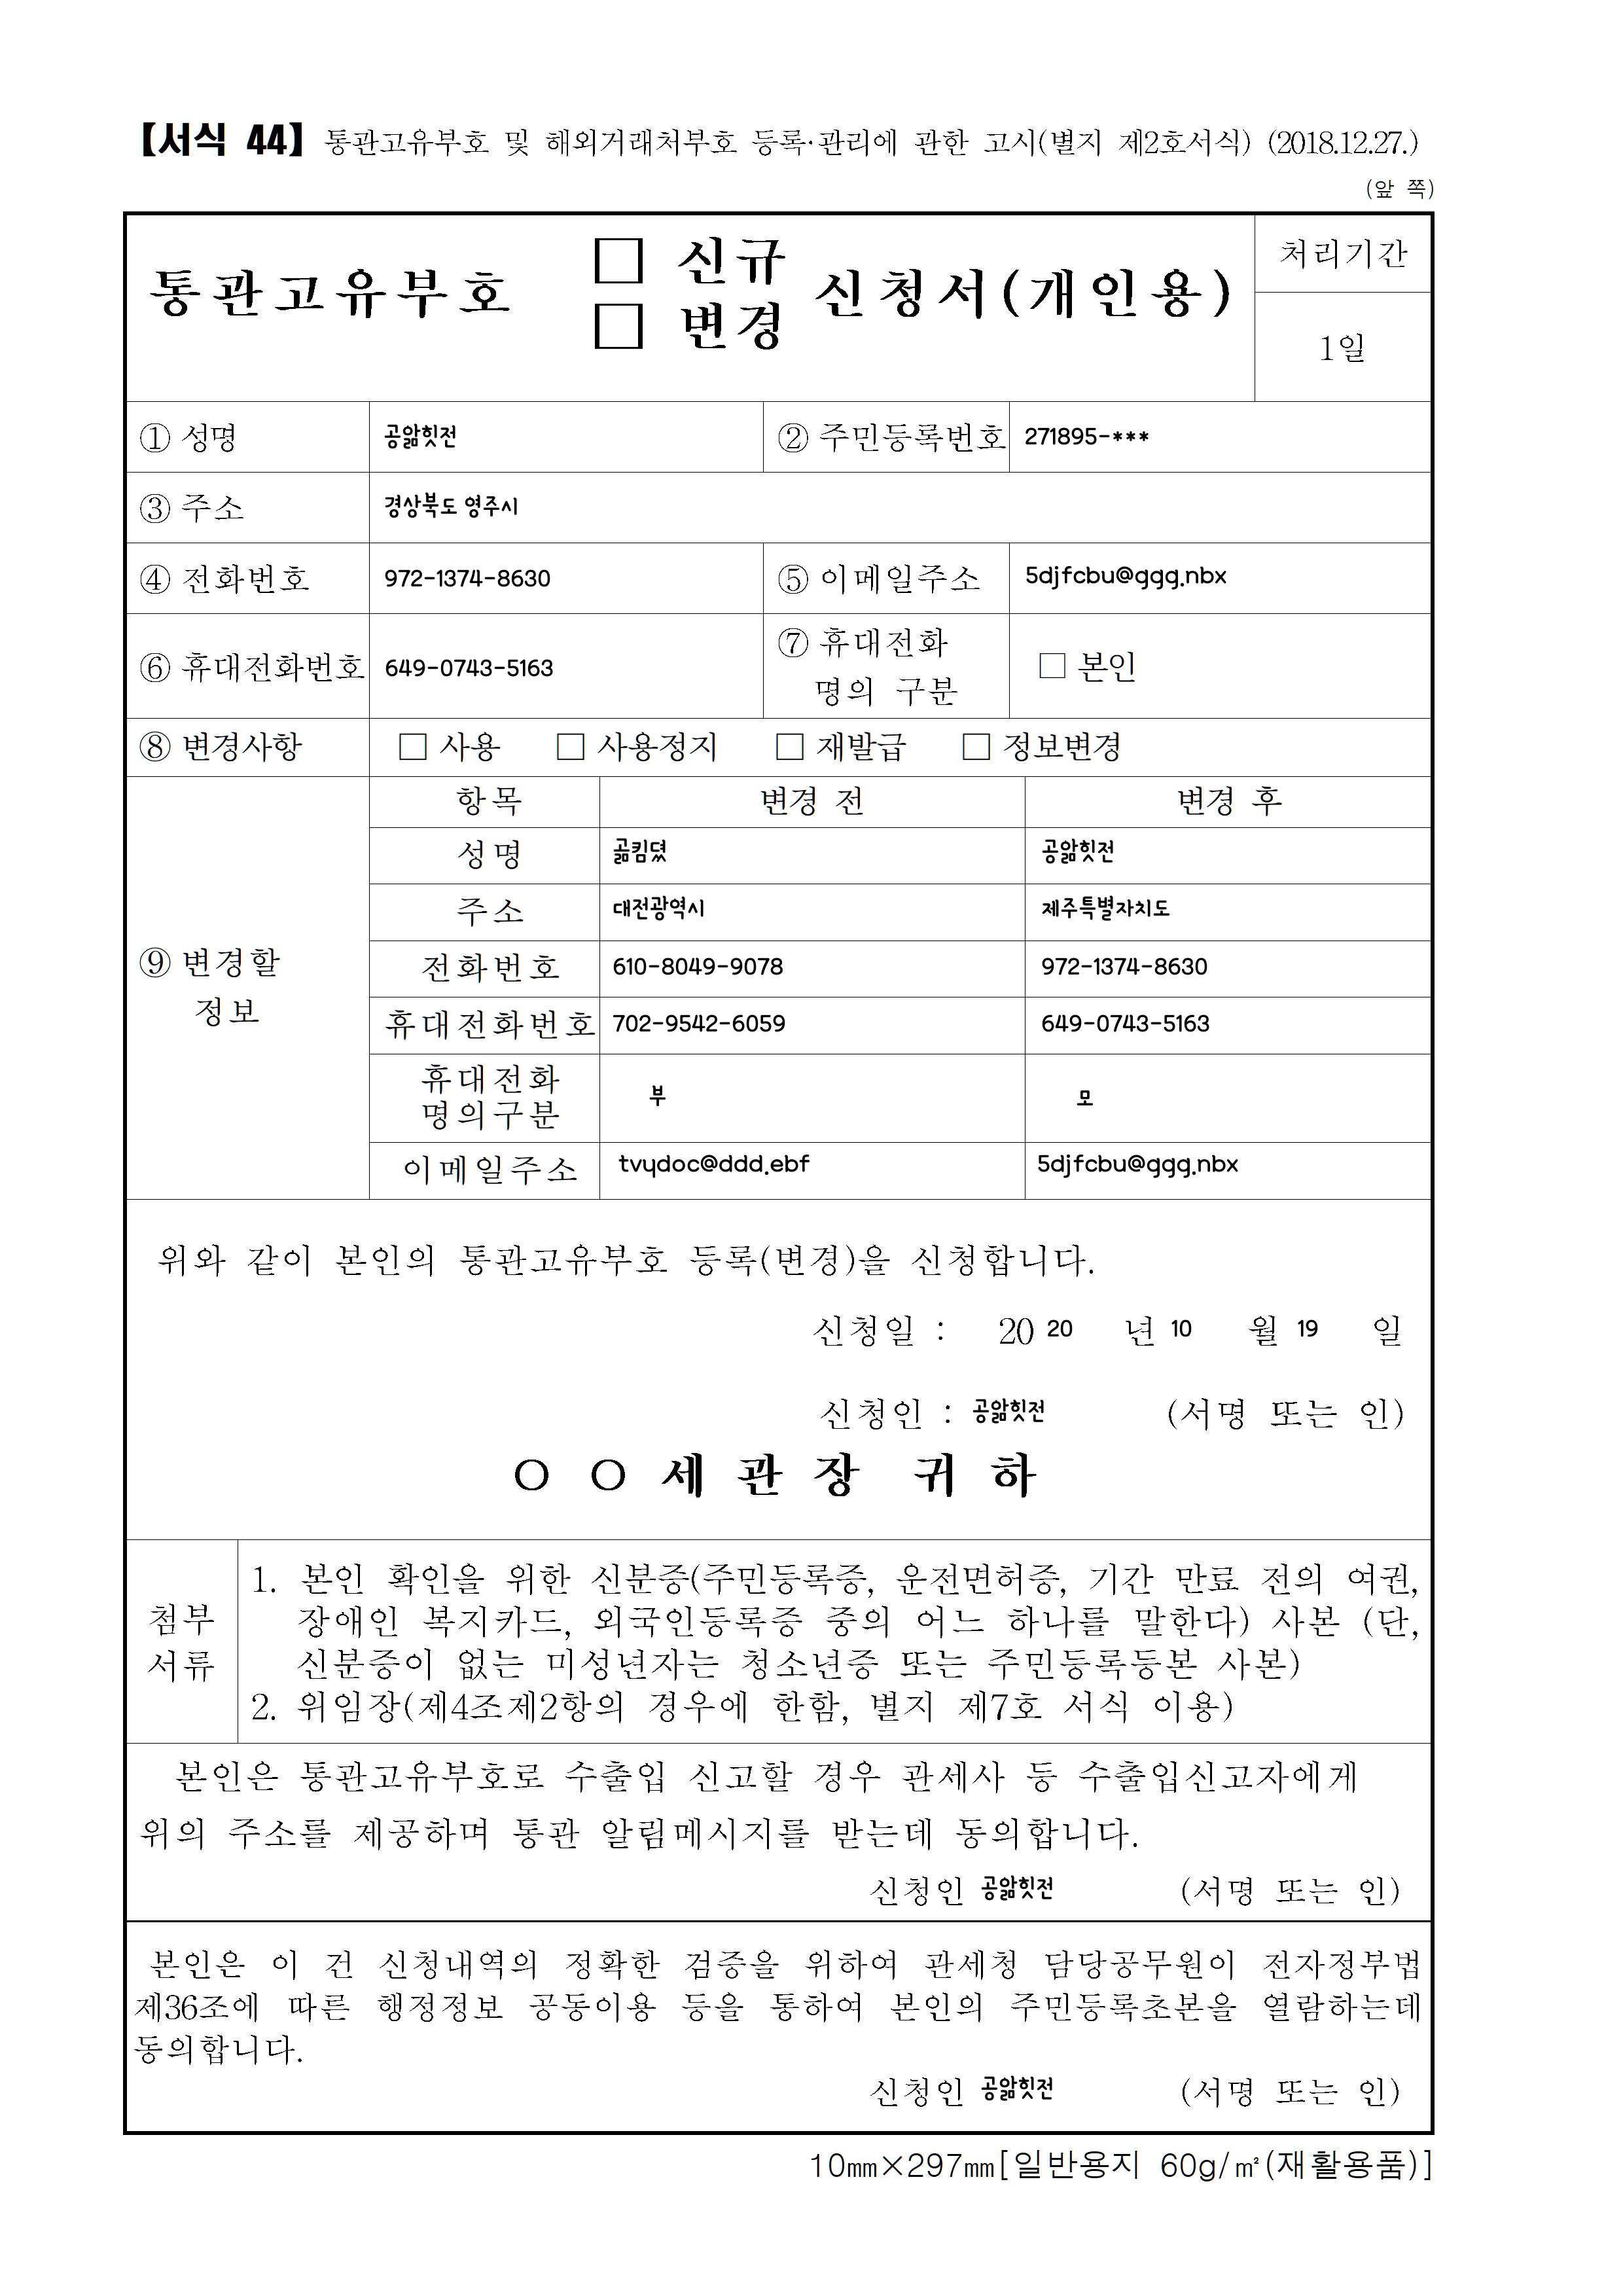 【서식 44】 통관고유부호 및 해외거래처부호 등록·관리에 관한 고시(별지 제2호서식) (2018.12.27.)
(앞 쪽)
통관고유부호 □ 신규 □ 변경 신청서(개인용)
처리기간
1일
① 성명 공앎힛전 ② 주민등록번호 271895-***
③ 주소 경상북도 영주시
④ 전화번호 972-1374-8630 ⑤ 이메일주소 5djfcbu@ggg.nbx
⑥ 휴대전화번호 649-0743-5163 ⑦ 휴대전화 명의 구분 □ 본인
⑧ 변경사항 □ 사용 □ 사용정지 □ 재발급 □ 정보변경
⑨ 변경할 정보
항목 변경 전 변경 후
성명 곪킴뎠 공앎힛전
주소 대전광역시 제주특별자치도
전화번호 610-8049-9078 972-1374-8630
휴대전화번호 702-9542-6059 649-0743-5163
휴대전화 명의구분 부 모
이메일주소 tvydoc@ddd.ebf 5djfcbu@ggg.nbx
위와 같이 본인의 통관고유부호 등록(변경)을 신청합니다.
신청일 : 20 20 년 10 월 19 일
신청인 : 공앎힛전 (서명 또는 인)
○ ○ 세 관 장 귀 하
첨부 서류
1. 본인 확인을 위한 신분증(주민등록증, 운전면허증, 기간 만료 전의 여권,
장애인 복지카드, 외국인등록증 중의 어느 하나를 말한다) 사본 (단,
신분증이 없는 미성년자는 청소년증 또는 주민등록등본 사본)
2. 위임장(제4조제2항의 경우에 한함, 별지 제7호 서식 이용)
본인은 통관고유부호로 수출입 신고할 경우 관세사 등 수출입신고자에게
위의 주소를 제공하며 통관 알림메시지를 받는데 동의합니다.
신청인 공앎힛전 (서명 또는 인)
본인은 이 건 신청내역의 정확한 검증을 위하여 관세청 담당공무원이 전자정부법
제36조에 따른 행정정보 공동이용 등을 통하여 본인의 주민등록초본을 열람하는데
동의합니다.
신청인 공앎힛전 (서명 또는 인)
10㎜×297㎜[일반용지 60g/㎡(재활용품)]